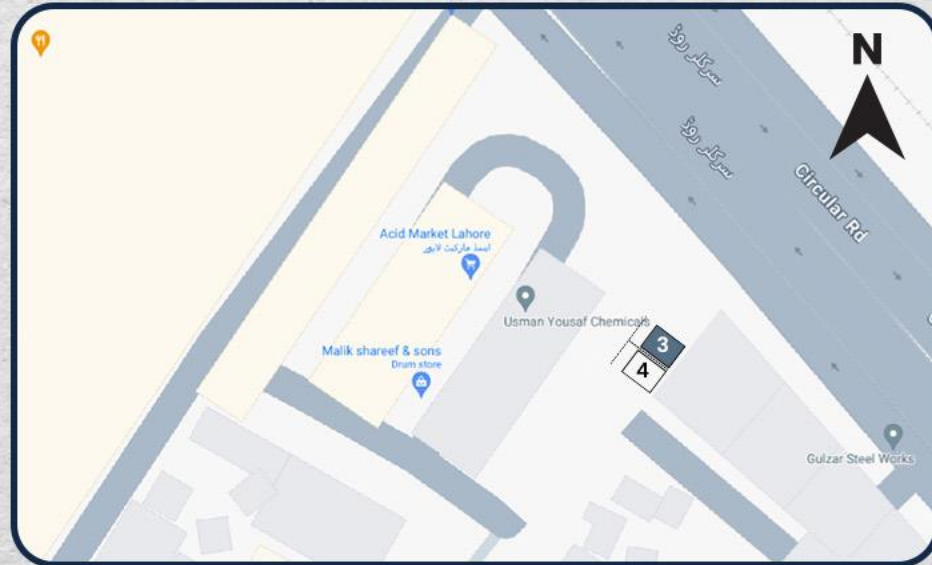 N
سرکلر روڈ
سرکلر روڈ
Circular Rd
Acid Market Lahore
ایسڈ مارکیٹ لاہور
Usman Yousaf Chemicals
3
4
Malik shareef & sons
Drum store
Gulzar Steel Works